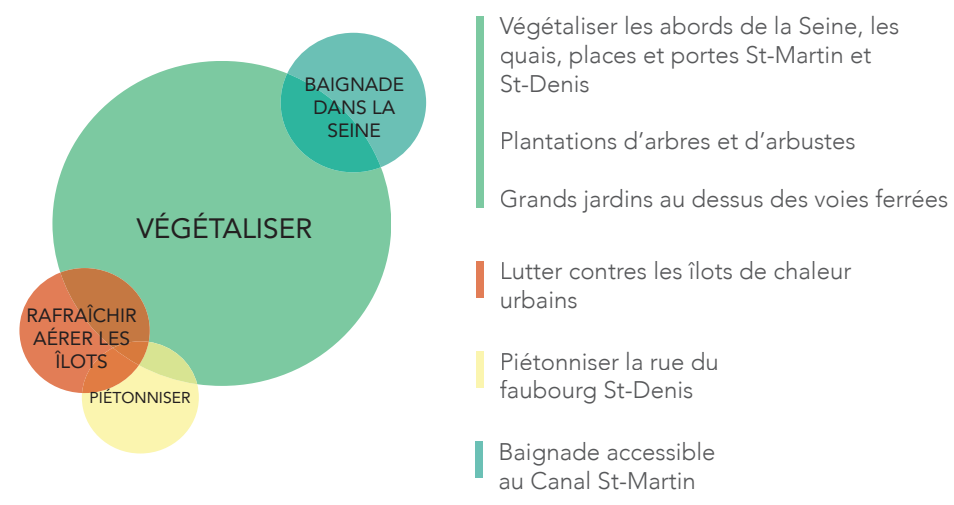 BAIGNADE
DANS LA
SEINE
VÉGÉTALISER
RAFRAÎCHIR
AÉRER LES
ÎLOTS
PIÉTONNISER
Végétaliser les abords de la Seine, les
quais, places et portes St-Martin et
St-Denis
Plantations d'arbres et d'arbustes
Grands jardins au dessus des voies ferrées
Lutter contres les îlots de chaleur
urbains
Piétonniser la rue du
faubourg St-Denis
Baignade accessible
au Canal St-Martin